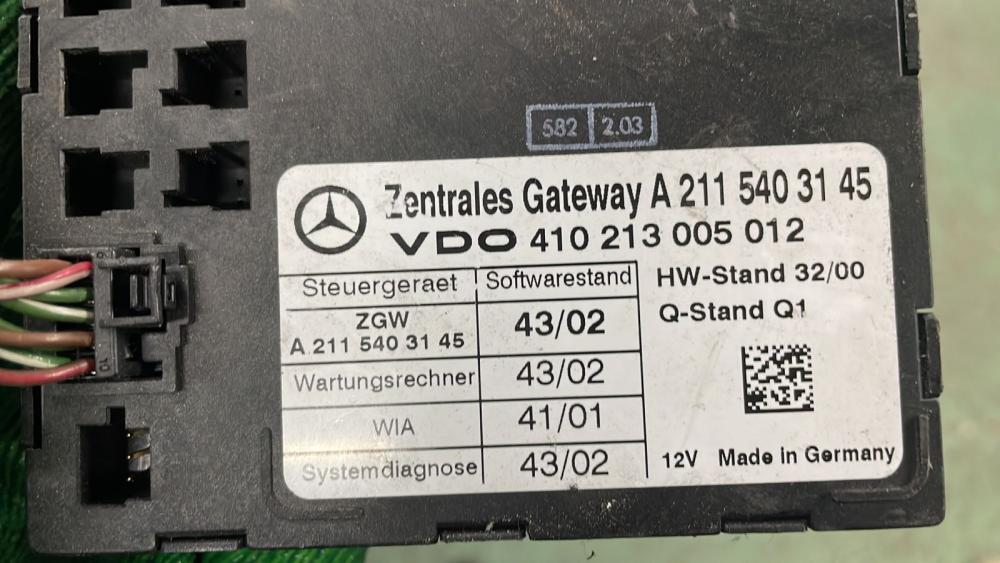 582 2.03
Zentrales Gateway A 211 540 31 45
VDO 410 213 005 012
Steuergeraet Softwarestand
HW-Stand 32/00
ZGW
A 211 540 31 45 43/02
Q-Stand Q1
Wartungsrechner 43/02
WIA 41/01
Systemdiagnose 43/02
12V Made in Germany